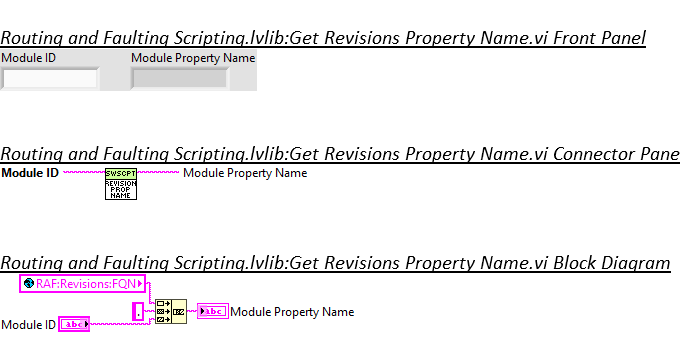 Routing and Faulting Scripting.lvlib:Get Revisions Property Name.vi Front Panel
Module ID Module Property Name
Routing and Faulting Scripting.lvlib:Get Revisions Property Name.vi Connector Pane
Module ID SWSCPT Module Property Name
REVISION
PROP
NAME
Routing and Faulting Scripting.lvlib:Get Revisions Property Name.vi Block Diagram
RAF:Revisions:FQN
.
abc Module Property Name
Module ID abc